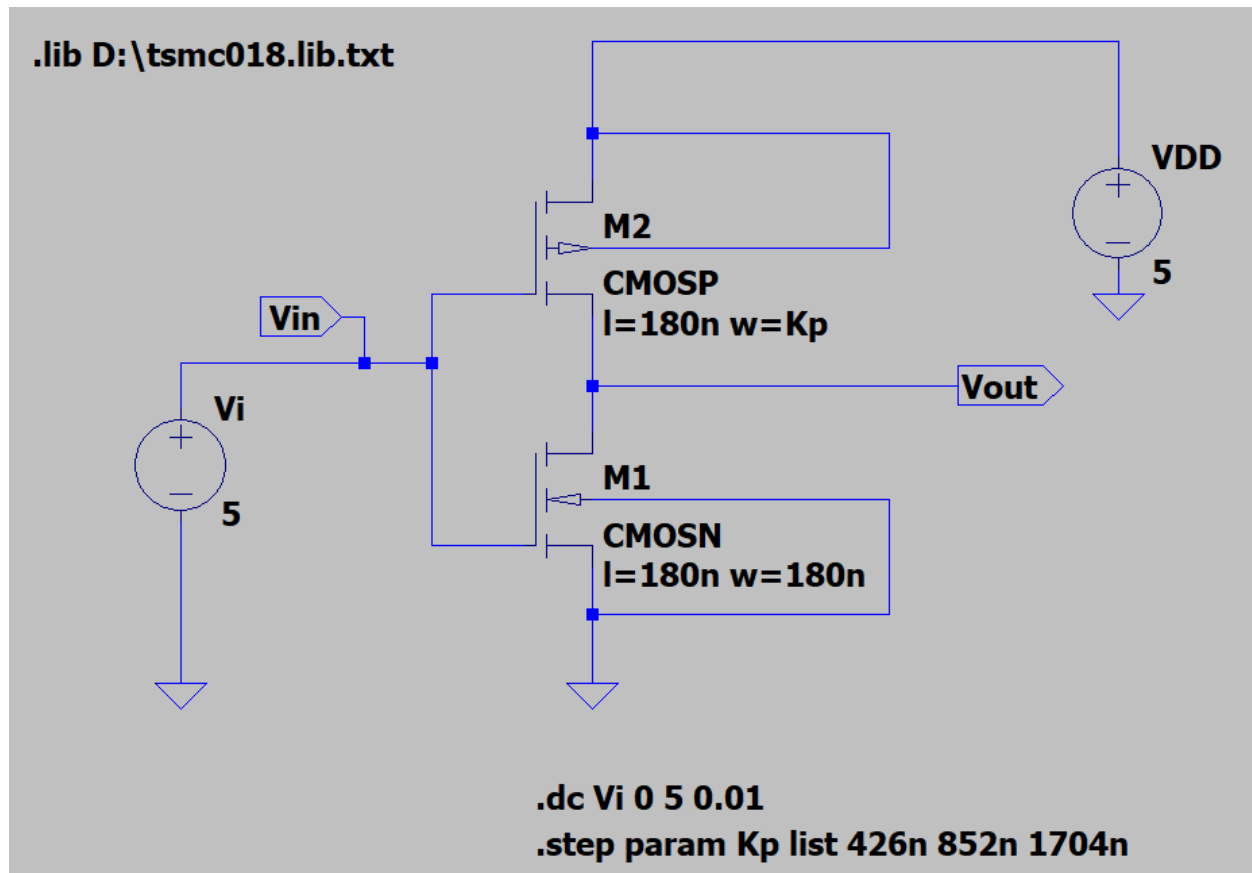 .lib D:\tsmc018.lib.txt
VDD
5
M2
CMOSP
l=180n w=Kp
Vin
Vout
Vi
5
M1
CMOSN
l=180n w=180n
.dc Vi 0 5 0.01
.step param Kp list 426n 852n 1704n